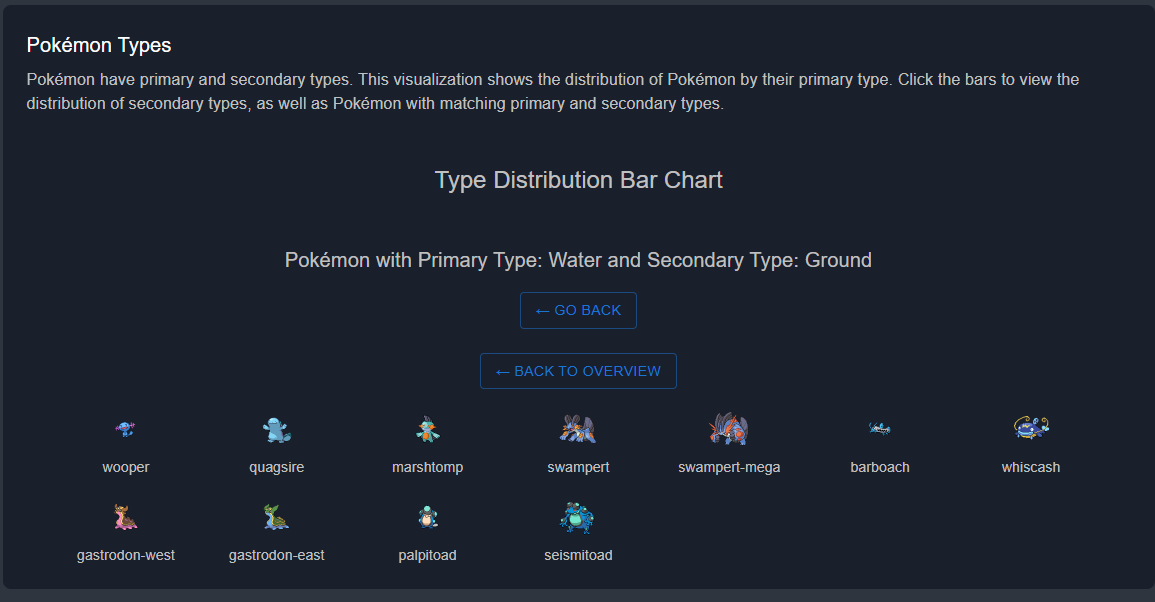 Pokémon Types
Pokémon have primary and secondary types. This visualization shows the distribution of Pokémon by their primary type. Click the bars to view the
distribution of secondary types, as well as Pokémon with matching primary and secondary types.
Type Distribution Bar Chart
Pokémon with Primary Type: Water and Secondary Type: Ground
← GO BACK
← BACK TO OVERVIEW
wooper quagsire marshtomp swampert swampert-mega barboach whiscash
gastrodon-west gastrodon-east palpitoad seismitoad